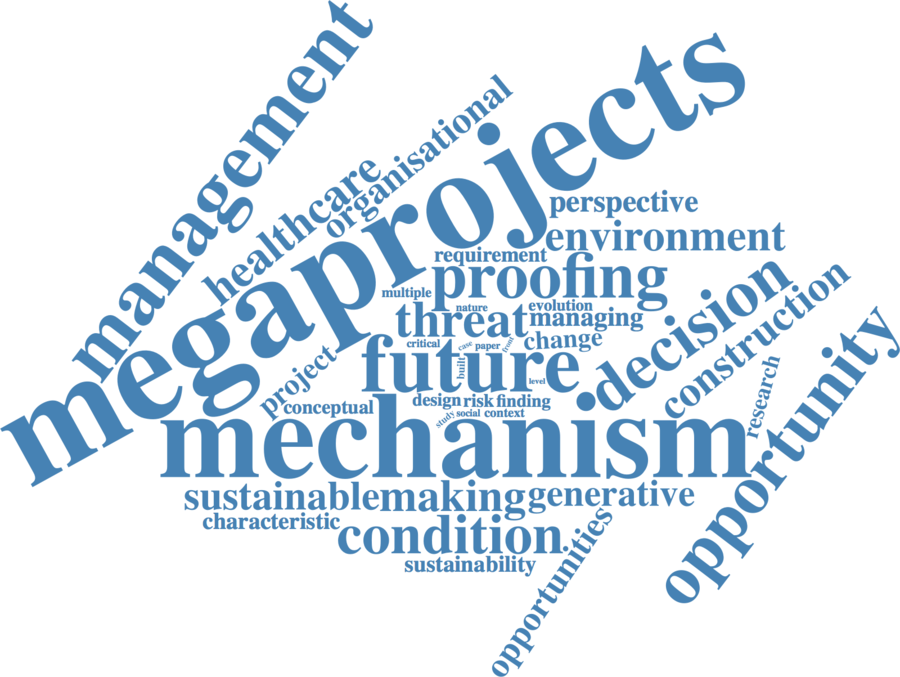 management
megaprojects
healthcare
organisational
perspective
environment
requirement
proofing
multiple
nature
evolution
threat
managing
critical
case
paper
front
change
future
built
level
decision
construction
opportunity
project
conceptual
design
risk
finding
research
study
social
context
mechanism
sustainable
making
generative
characteristic
condition
opportunities
sustainability